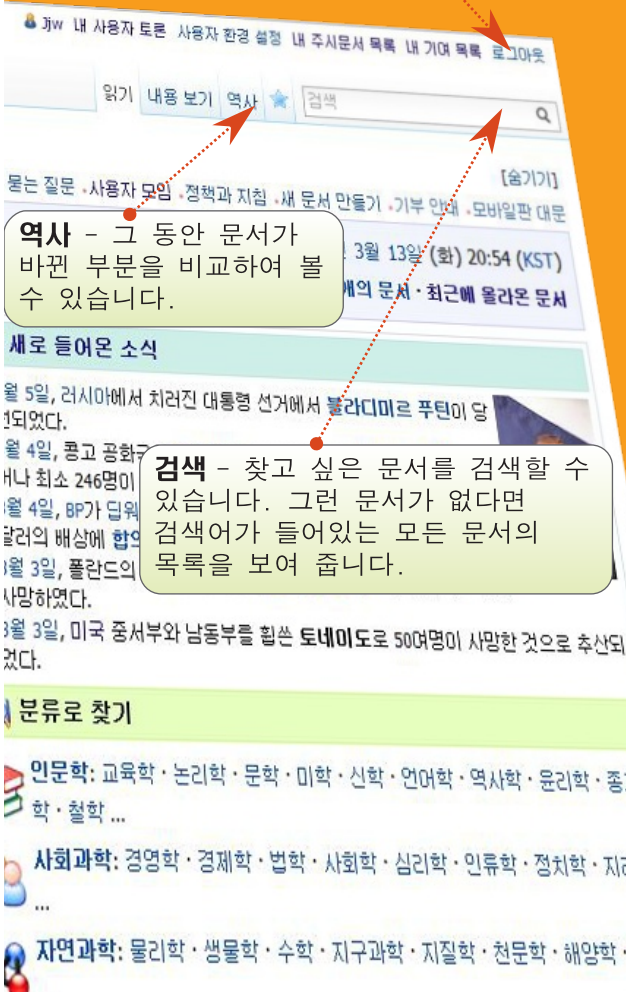 Jjw 내 사용자 토론 사용자 환경 설정 내 주시문서 목록 내 기여 목록 로그아웃
읽기 내용 보기 역사 검색
[숨기기]
묻는 질문 • 사용자 모임 • 정책과 지침 • 새 문서 만들기 • 기부 안내 • 모바일판 대문
역사 – 그 동안 문서가
바뀐 부분을 비교하여 볼
수 있습니다.
3월 13일 (화) 20:54 (KST)
개의 문서 · 최근에 올라온 문서
새로 들어온 소식
월 5일, 러시아에서 치러진 대통령 선거에서 블라디미르 푸틴이 당
선되었다.
월 4일, 콩고 공화국
최소 246명이
월 4일, BP가 딥워
달러의 배상에 합의
3월 3일, 폴란드의
사망하였다.
검색 – 찾고 싶은 문서를 검색할 수
있습니다. 그런 문서가 없다면
검색어가 들어있는 모든 문서의
목록을 보여 줍니다.
3월 3일, 미국 중서부와 남동부를 휩쓴 토네이도로 50여명이 사망한 것으로 추산되
었다.
분류로 찾기
인문학: 교육학 · 논리학 · 문학 · 미학 · 신학 · 언어학 · 역사학 · 윤리학 · 종교
학 · 철학 ...
사회과학: 경영학 · 경제학 · 법학 · 사회학 · 심리학 · 인류학 · 정치학 · 지리
...
자연과학: 물리학 · 생물학 · 수학 · 지구과학 · 지질학 · 천문학 · 해양학 ·